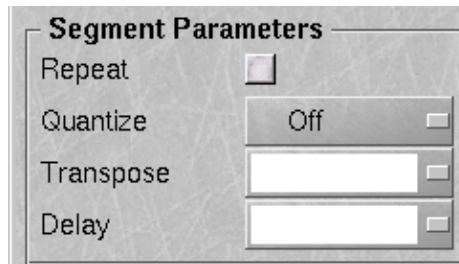 Segment Parameters
Repeat
Quantize Off
Transpose
Delay